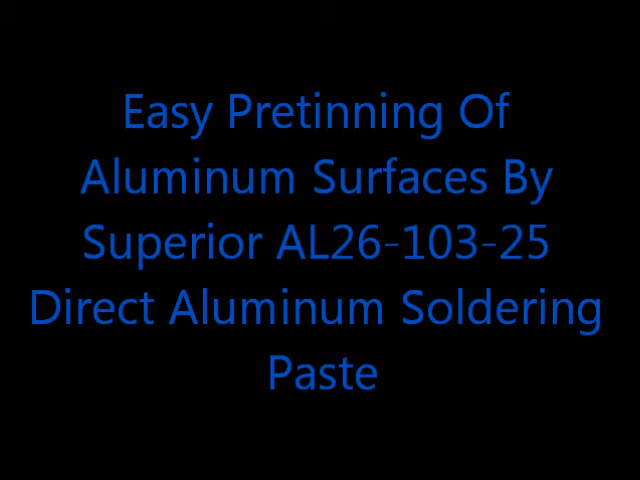 Easy Pretinning Of
Aluminum Surfaces By
Superior AL26-103-25
Direct Aluminum Soldering
Paste